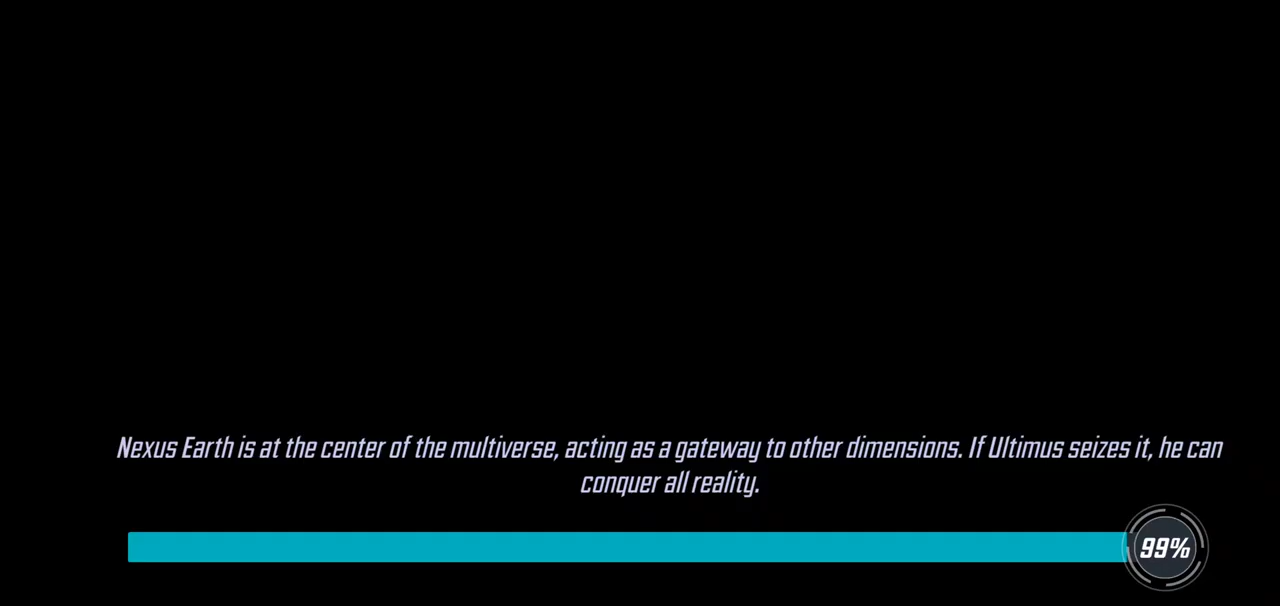 Nexus Earth is at the center of the multiverse, acting as a gateway to other dimensions. If Ultimus seizes it, he can
conquer all reality.
99%